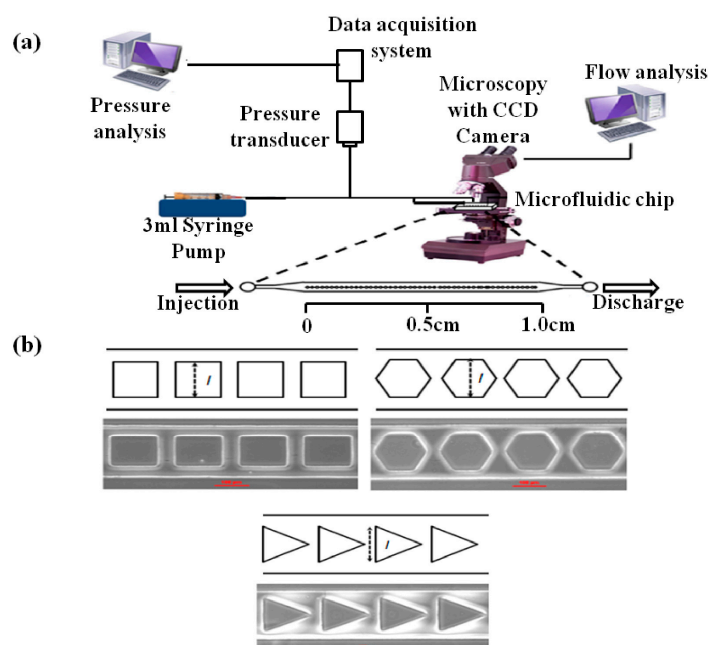 (a)
Data acquisition
system
Pressure
analysis
Pressure
transducer
Microscopy
with CCD
Camera
Flow analysis
Microfluidic chip
3ml Syringe
Pump
Injection
Discharge
0
0.5cm
1.0cm
(b)
l
l
l